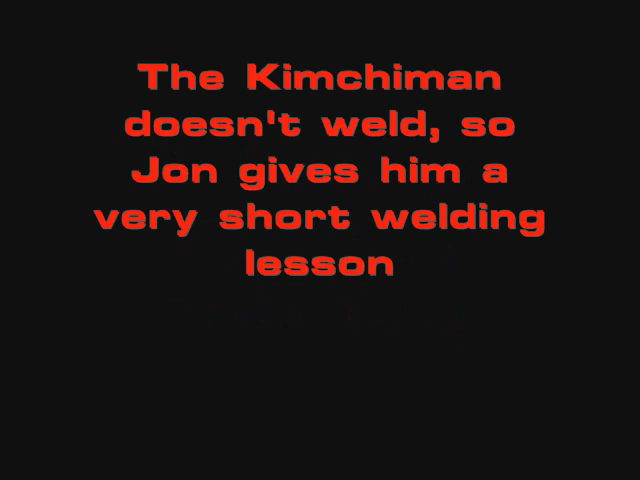 The Kimchiman
doesn't weld, so
Jon gives him a
very short welding
lesson